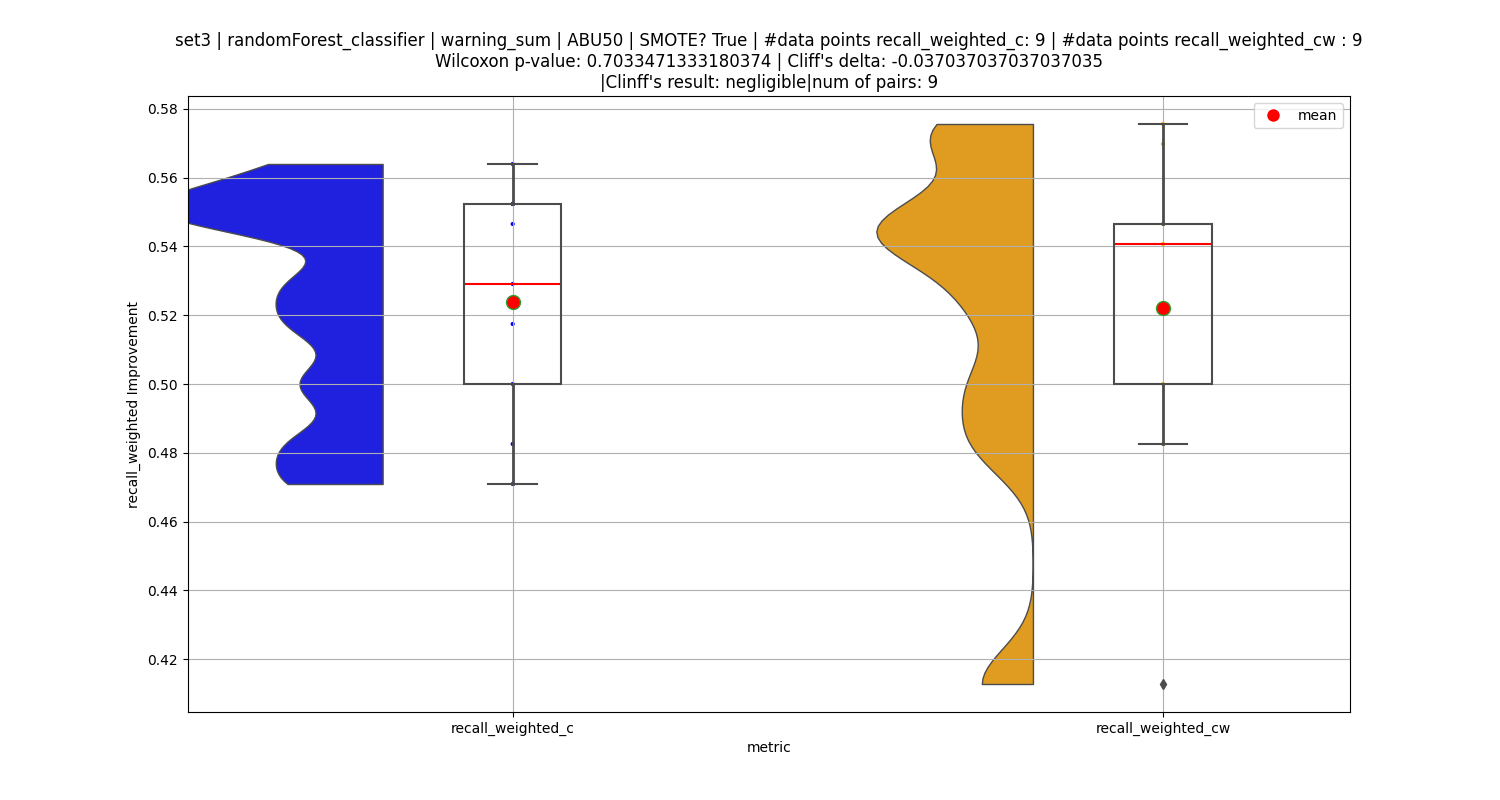 set3 | randomForest_classifier | warning_sum | ABU50 | SMOTE? True | #data points recall_weighted_c: 9 | #data points recall_weighted_cw : 9
Wilcoxon p-value: 0.7033471333180374 | Cliff's delta: -0.037037037037037035
|Clinff's result: negligible|num of pairs: 9
mean
recall_weighted Improvement
0.58
0.56
0.54
0.52
0.50
0.48
0.46
0.44
0.42
recall_weighted_c
recall_weighted_cw
metric